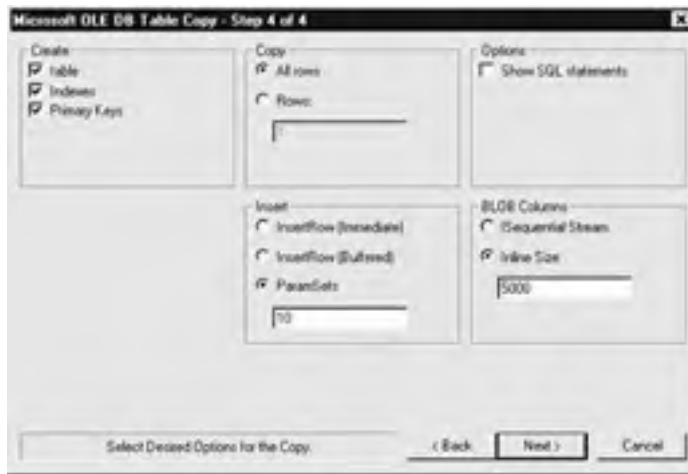 Microsoft OLE DB Table Copy - Step 4 of 4
Create
table
Indexes
Primary Keys
Copy
All rows
Rows:
Options
Show SQL statements
Insert
InsertRow (Immediate)
InsertRow (Buffered)
ParamSets
10
BLOB Columns
ISequential Stream
Inline Size:
5000
Select Desired Options for the Copy.
< Back
Next >
Cancel